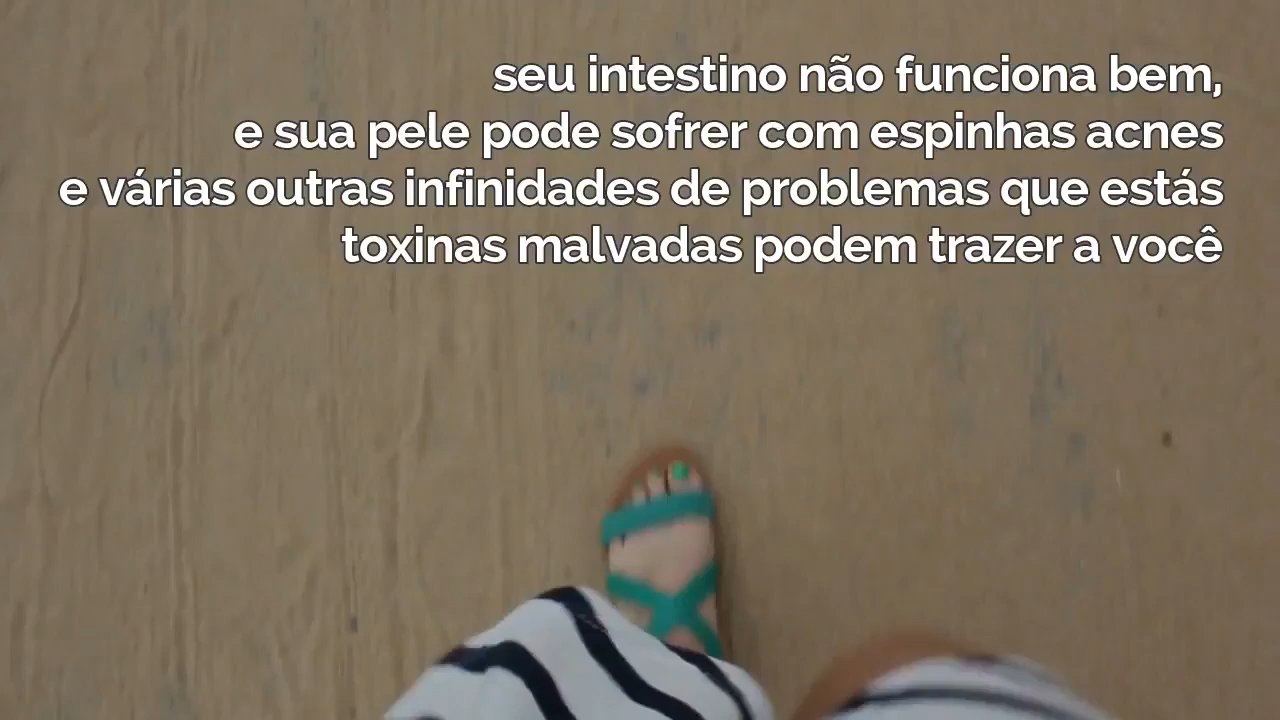 seu intestino não funciona bem,
e sua pele pode sofrer com espinhas acnes
e várias outras infinidades de problemas que estás
toxinas malvadas podem trazer a você